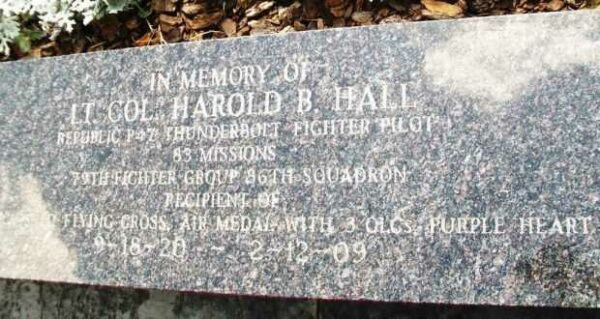 IN MEMORY OF
LT. COL. HAROLD B. HALL
REPUBLIC P-47 THUNDERBOLT FIGHTER PILOT
83 MISSIONS
79TH FIGHTER GROUP 86TH SQUADRON
RECIPIENT OF
FLYING CROSS, AIR MEDAL WITH 3 OLCS, PURPLE HEART
9-18-20 - 2-12-09